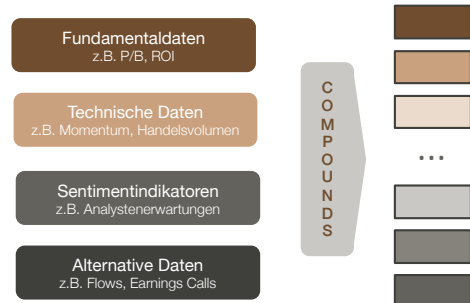 Fundamentaldaten
z.B. P/B, ROI
Technische Daten
z.B. Momentum, Handelsvolumen
Sentimentindikatoren
z.B. Analystenerwartungen
Alternative Daten
z.B. Flows, Earnings Calls
COMPOUNDS
...